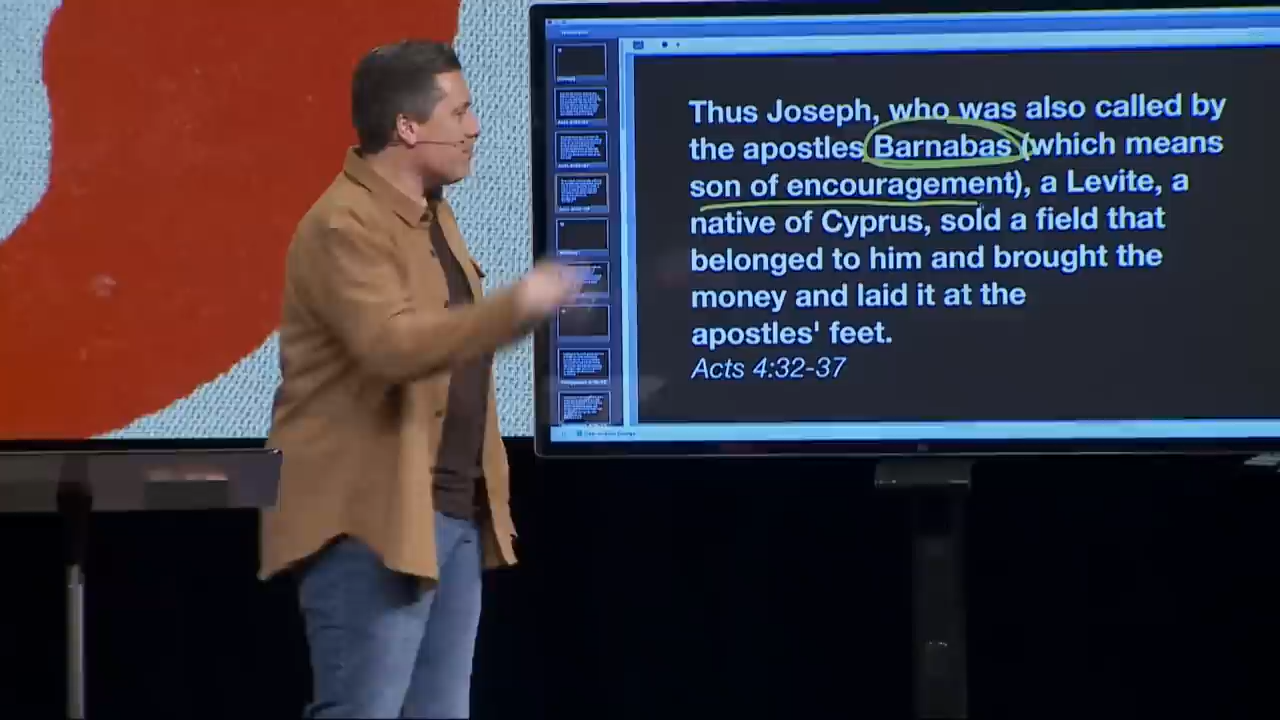 Thus Joseph, who was also called by
the apostles Barnabas (which means
son of encouragement), a Levite, a
native of Cyprus, sold a field that
belonged to him and brought the
money and laid it at the
apostles' feet.
Acts 4:32-37